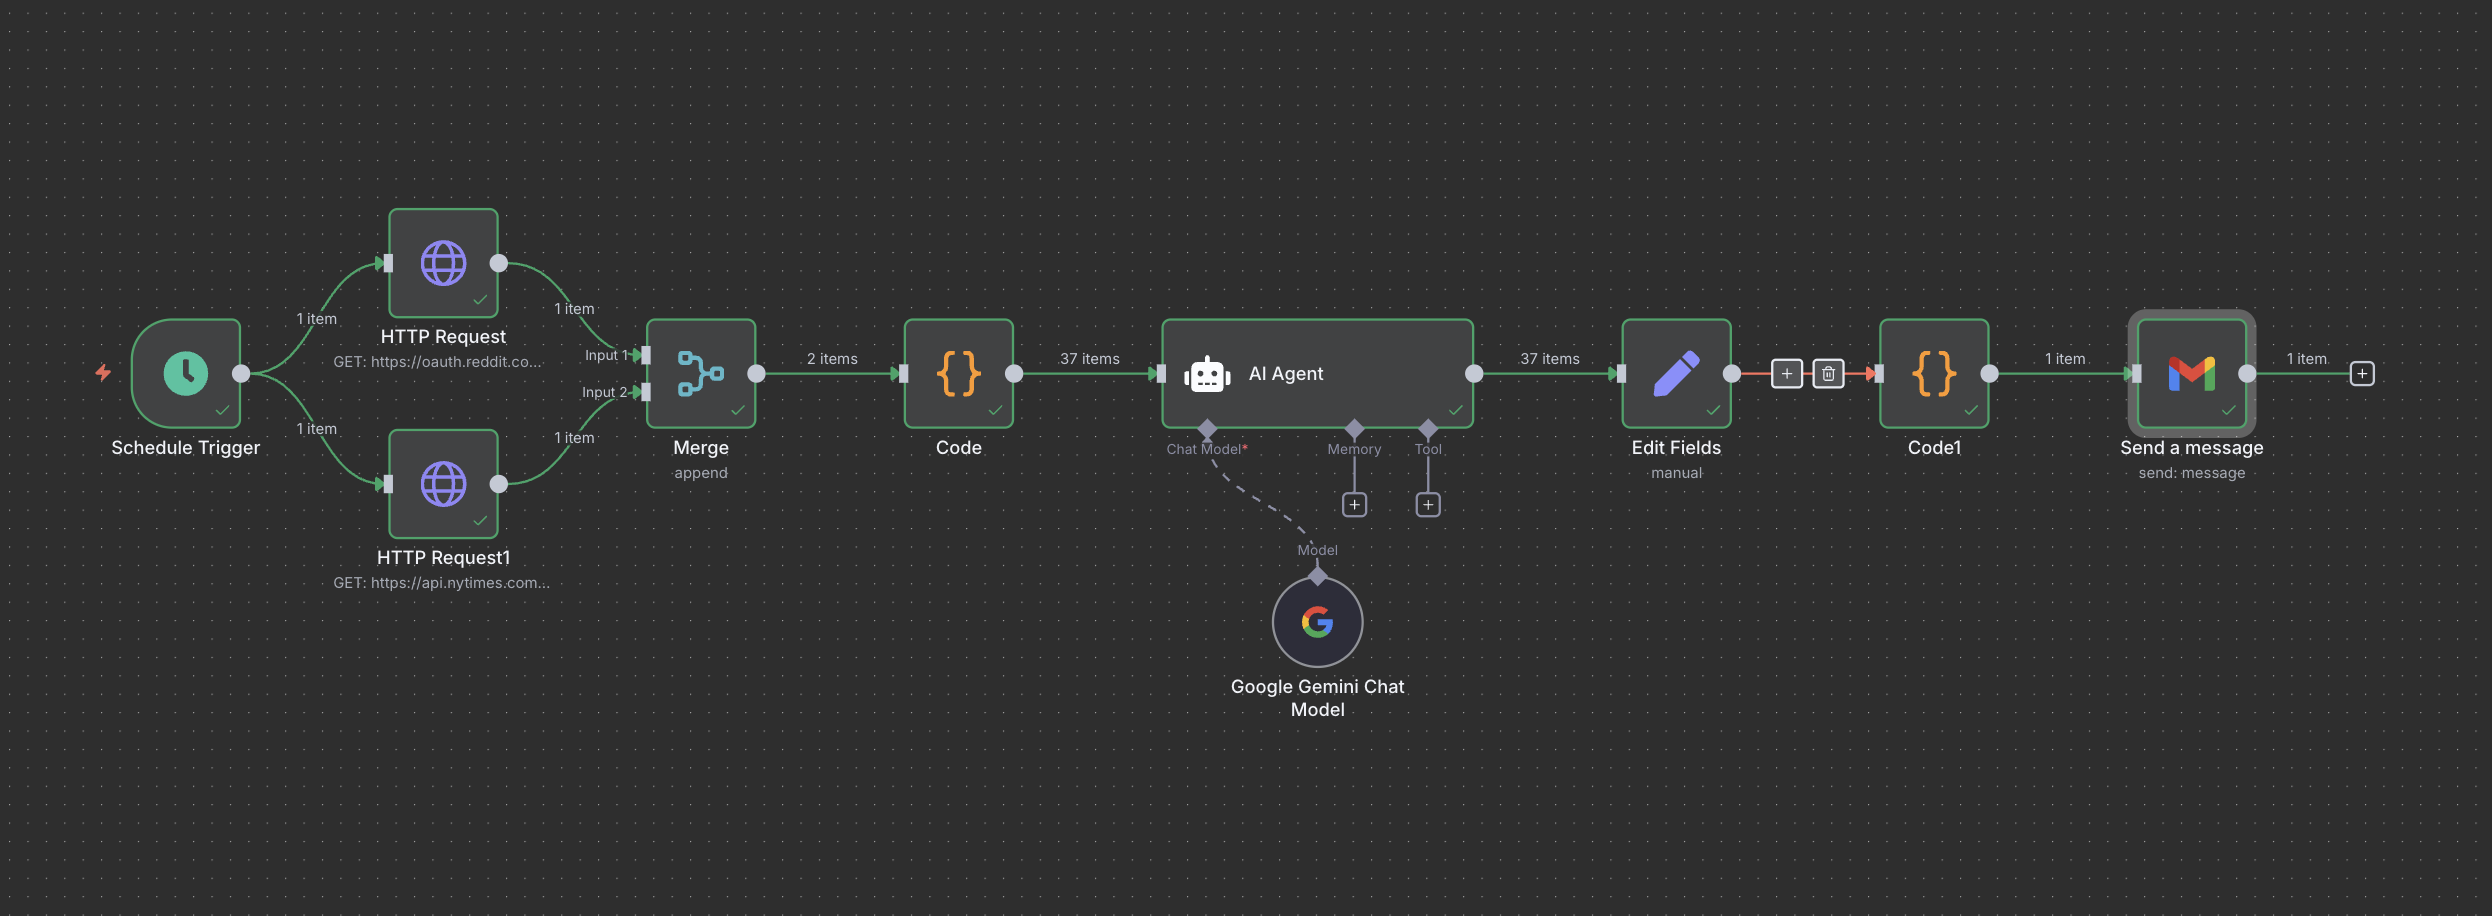 Schedule Trigger
1 item
1 item
HTTP Request
GET: https://oauth.reddit.co...
HTTP Request1
GET: https://api.nytimes.com...
1 item
1 item
Input 1
Input 2
Merge
append
2 items
Code
37 items
AI Agent
Chat Model*
Memory
Tool
Model
Google Gemini Chat
Model
37 items
Edit Fields
manual
Code1
1 item
Send a message
send: message
1 item